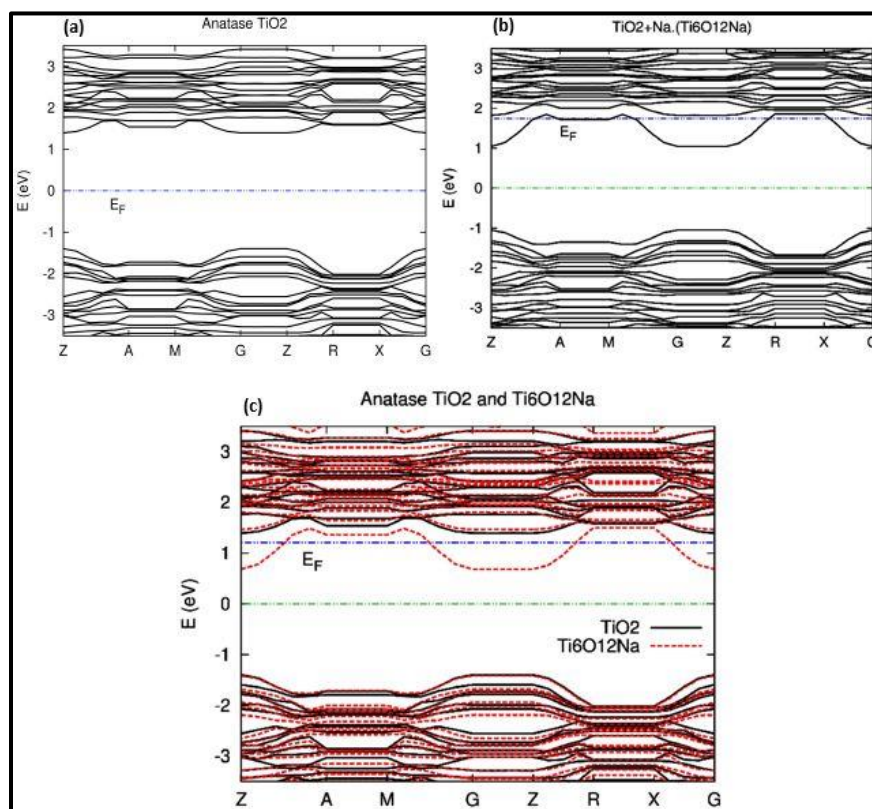 (a)
Anatase TiO2
3
2
1
0
-1
-2
-3
E (eV)
E_F
Z A M G Z R X G
(b)
TiO2+Na.(Ti6O12Na)
3
2
1
0
-1
-2
-3
E (eV)
E_F
Z A M G Z R X G
(c)
Anatase TiO2 and Ti6O12Na
3
2
1
0
-1
-2
-3
E (eV)
E_F
TiO2
Ti6O12Na
Z A M G Z R X G